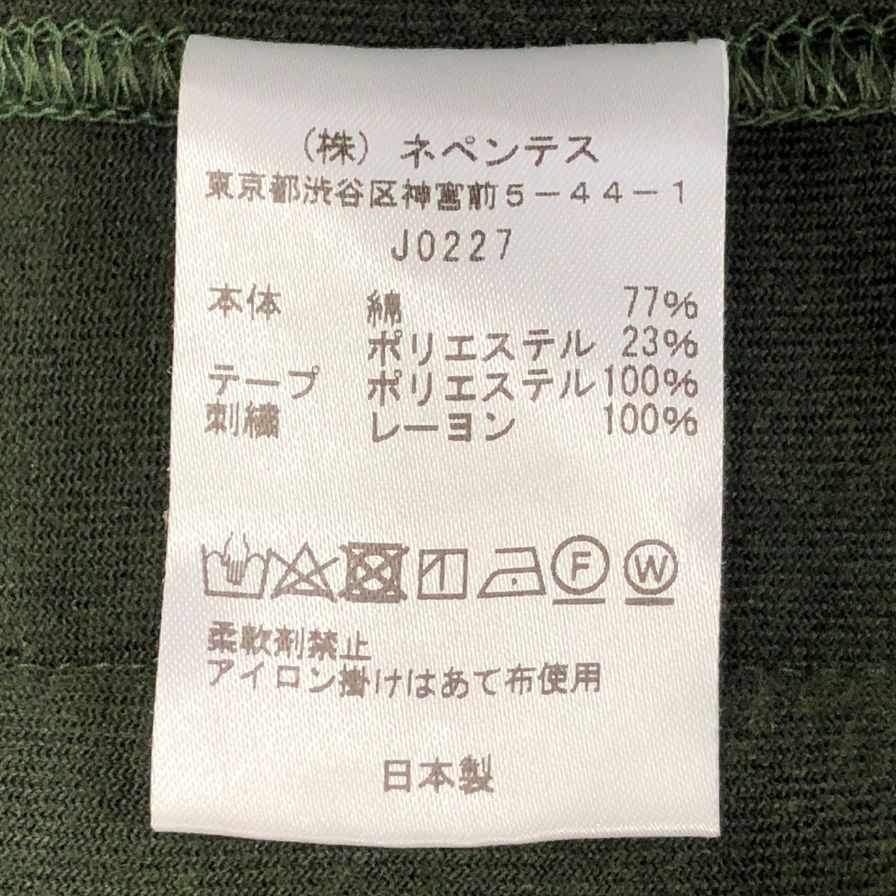 （株）ネペンテス
東京都渋谷区神宮前５－４４－１
J0227
本体 綿 77%
ポリエステル 23%
テープ ポリエステル 100%
刺繍 レーヨン 100%
F W
柔軟剤禁止
アイロン掛けはあて布使用
日本製